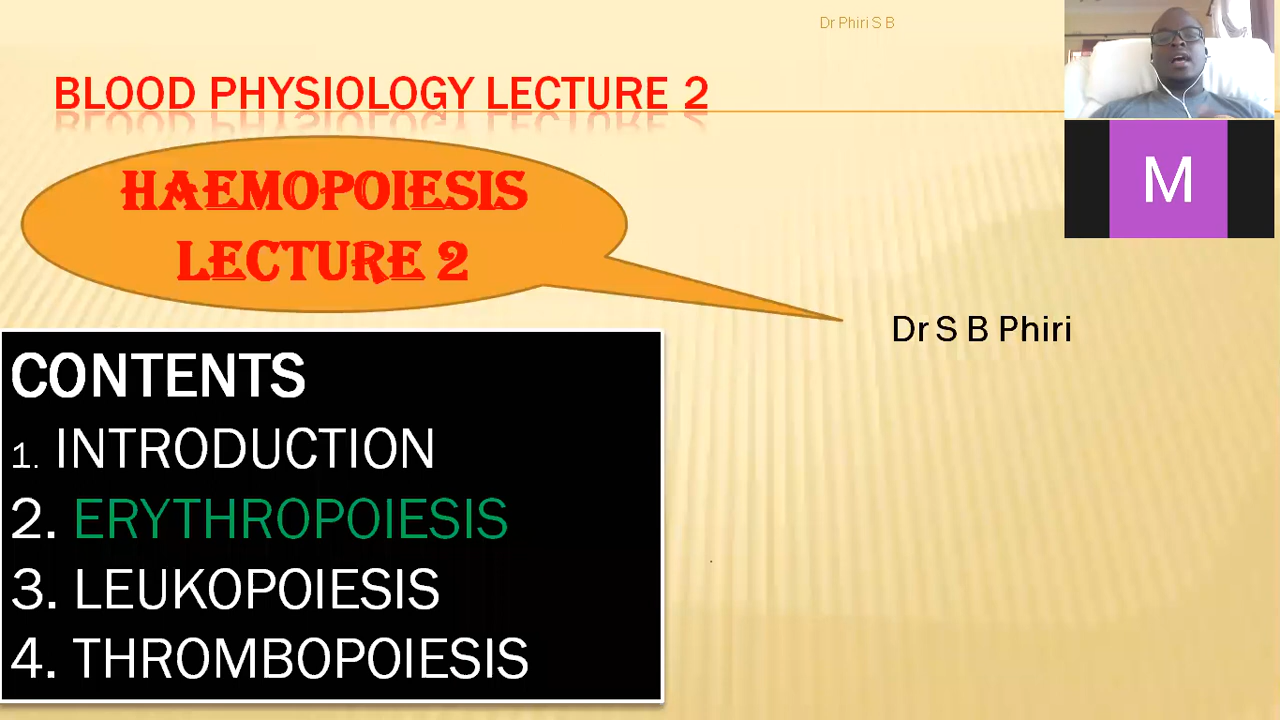 Dr Phiri S B
BLOOD PHYSIOLOGY LECTURE 2
HAEMOPOIESIS
LECTURE 2
M
Dr S B Phiri
CONTENTS
1. INTRODUCTION
2. ERYTHROPOIESIS
3. LEUKOPOIESIS
4. THROMBOPOIESIS